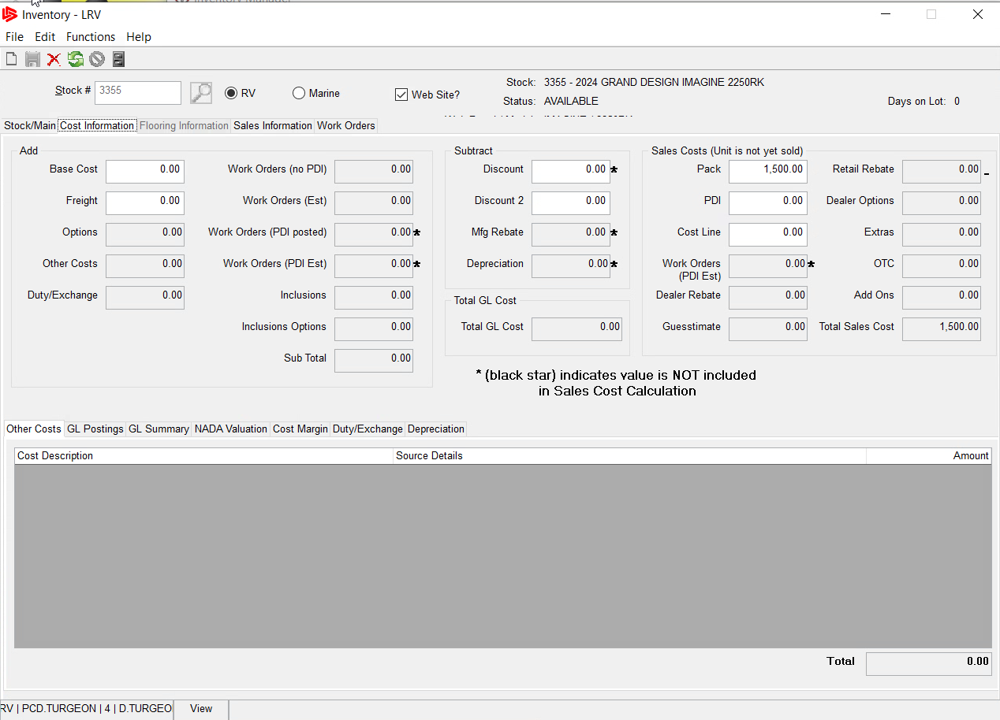 Inventory Manager
Inventory - LRV
File Edit Functions Help
Stock # 3355 RV Marine Web Site? Stock: 3355 - 2024 GRAND DESIGN IMAGINE 2250RK
Status: AVAILABLE Days on Lot: 0
Stock/Main Cost Information Flooring Information Sales Information Work Orders
Add
Base Cost 0.00 Work Orders (no PDI) 0.00
Freight 0.00 Work Orders (Est) 0.00
Options 0.00 Work Orders (PDI posted) 0.00 *
Other Costs 0.00 Work Orders (PDI Est) 0.00 *
Duty/Exchange 0.00 Inclusions 0.00
Inclusions Options 0.00
Sub Total 0.00
Subtract
Discount 0.00 *
Discount 2 0.00
Mfg Rebate 0.00 *
Depreciation 0.00 *
Total GL Cost
Total GL Cost 0.00
Sales Costs (Unit is not yet sold)
Pack 1,500.00 Retail Rebate 0.00 -
PDI 0.00 Dealer Options 0.00
Cost Line 0.00 Extras 0.00
Work Orders (PDI Est) 0.00 * OTC 0.00
Dealer Rebate 0.00 Add Ons 0.00
Guesstimate 0.00 Total Sales Cost 1,500.00
* (black star) indicates value is NOT included
in Sales Cost Calculation
Other Costs GL Postings GL Summary NADA Valuation Cost Margin Duty/Exchange Depreciation
Cost Description Source Details Amount
Total 0.00
RV | PCD.TURGEON | 4 | D.TURGEO View